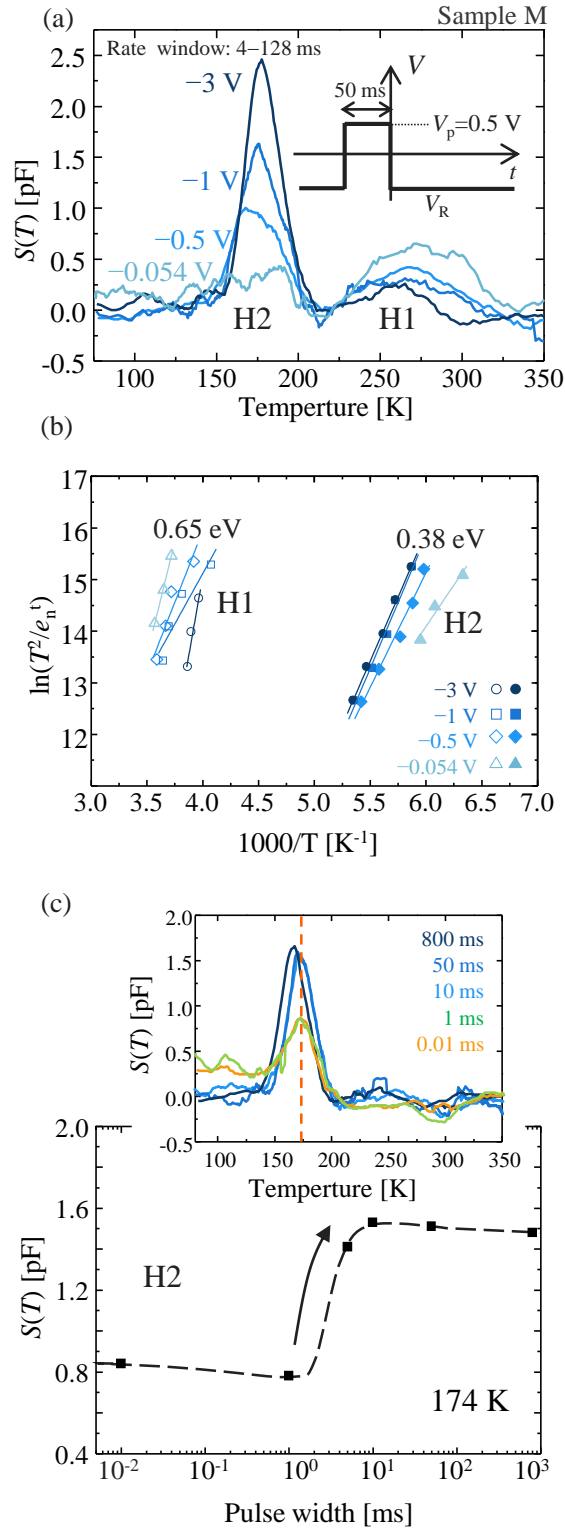 (a)
Sample M
Rate window: 4−128 ms
−3 V
−1 V
−0.5 V
−0.054 V
50 ms
V
Vp=0.5 V
t
VR
H2
H1
S(T) [pF]
2.5
2.0
1.5
1.0
0.5
0.0
-0.5
100 150 200 250 300 350
Temperture [K]
(b)
17
16
15
14
13
12
ln(T²/eₙᵗ)
0.65 eV
H1
0.38 eV
H2
−3 V
−1 V
−0.5 V
−0.054 V
3.0 3.5 4.0 4.5 5.0 5.5 6.0 6.5 7.0
1000/T [K⁻¹]
(c)
2.0
1.5
1.0
0.5
0.0
-0.5
S(T) [pF]
800 ms
50 ms
10 ms
1 ms
0.01 ms
100 150 200 250 300 350
Temperture [K]
2.0
1.6
1.2
0.8
0.4
S(T) [pF]
H2
174 K
10⁻² 10⁻¹ 10⁰ 10¹ 10² 10³
Pulse width [ms]